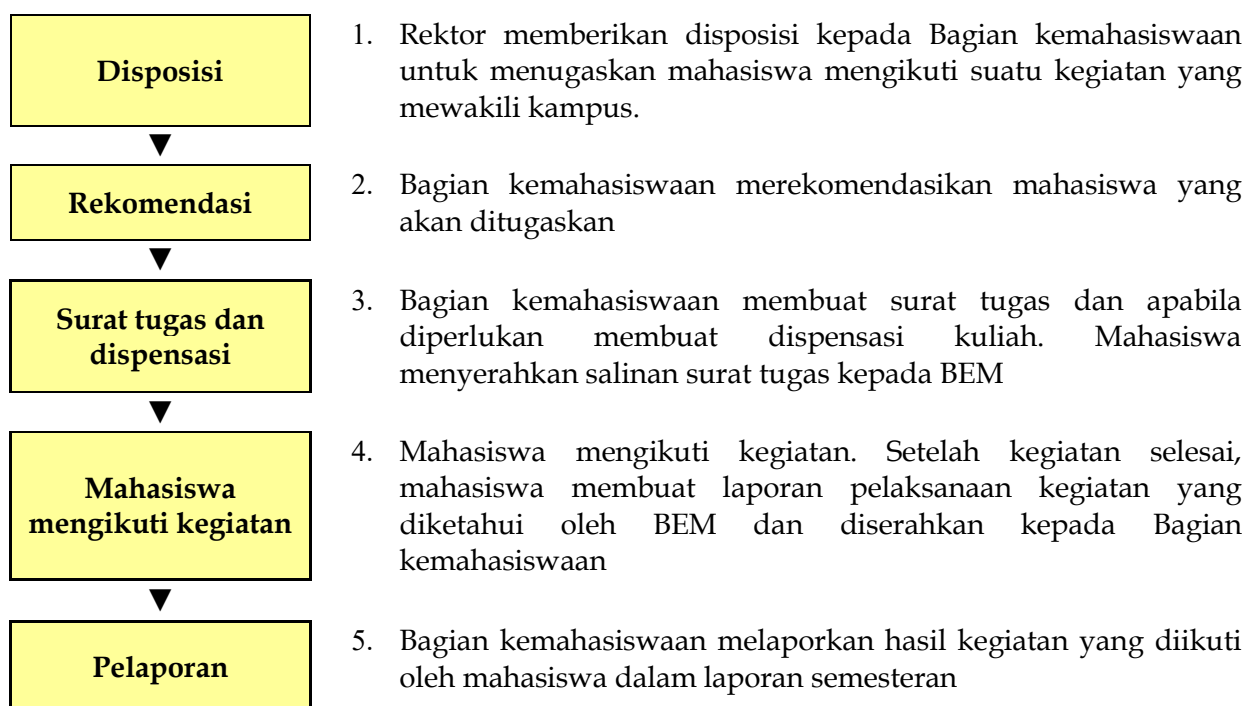 Disposisi
1. Rektor memberikan disposisi kepada Bagian kemahasiswaan
untuk menugaskan mahasiswa mengikuti suatu kegiatan yang
mewakili kampus.
▼
Rekomendasi
2. Bagian kemahasiswaan merekomendasikan mahasiswa yang
akan ditugaskan
▼
Surat tugas dan
dispensasi
3. Bagian kemahasiswaan membuat surat tugas dan apabila
diperlukan membuat dispensasi kuliah. Mahasiswa
menyerahkan salinan surat tugas kepada BEM
▼
Mahasiswa
mengikuti kegiatan
4. Mahasiswa mengikuti kegiatan. Setelah kegiatan selesai,
mahasiswa membuat laporan pelaksanaan kegiatan yang
diketahui oleh BEM dan diserahkan kepada Bagian
kemahasiswaan
▼
Pelaporan
5. Bagian kemahasiswaan melaporkan hasil kegiatan yang diikuti
oleh mahasiswa dalam laporan semesteran